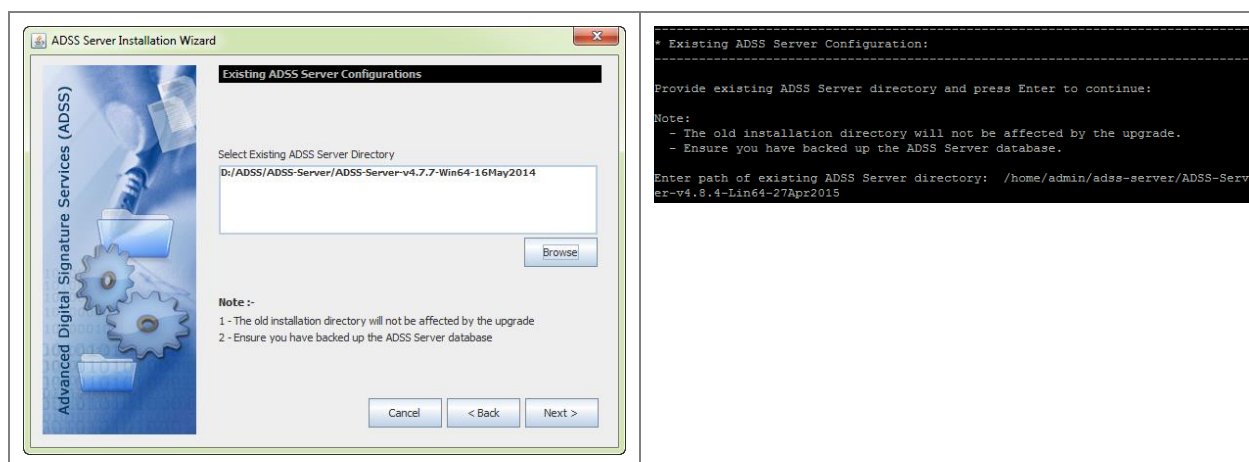 ADSS Server Installation Wizard
Advanced Digital Signature Services (ADSS)
Existing ADSS Server Configurations
Select Existing ADSS Server Directory
D:/ADSS/ADSS-Server/ADSS-Server-v4.7.7-Win64-16May2014
Browse
Note :-
1 - The old installation directory will not be affected by the upgrade
2 - Ensure you have backed up the ADSS Server database
Cancel < Back Next >
* Existing ADSS Server Configuration:
Provide existing ADSS Server directory and press Enter to continue:
Note:
- The old installation directory will not be affected by the upgrade.
- Ensure you have backed up the ADSS Server database.
Enter path of existing ADSS Server directory: /home/admin/adss-server/ADSS-Serv
er-v4.8.4-Lin64-27Apr2015